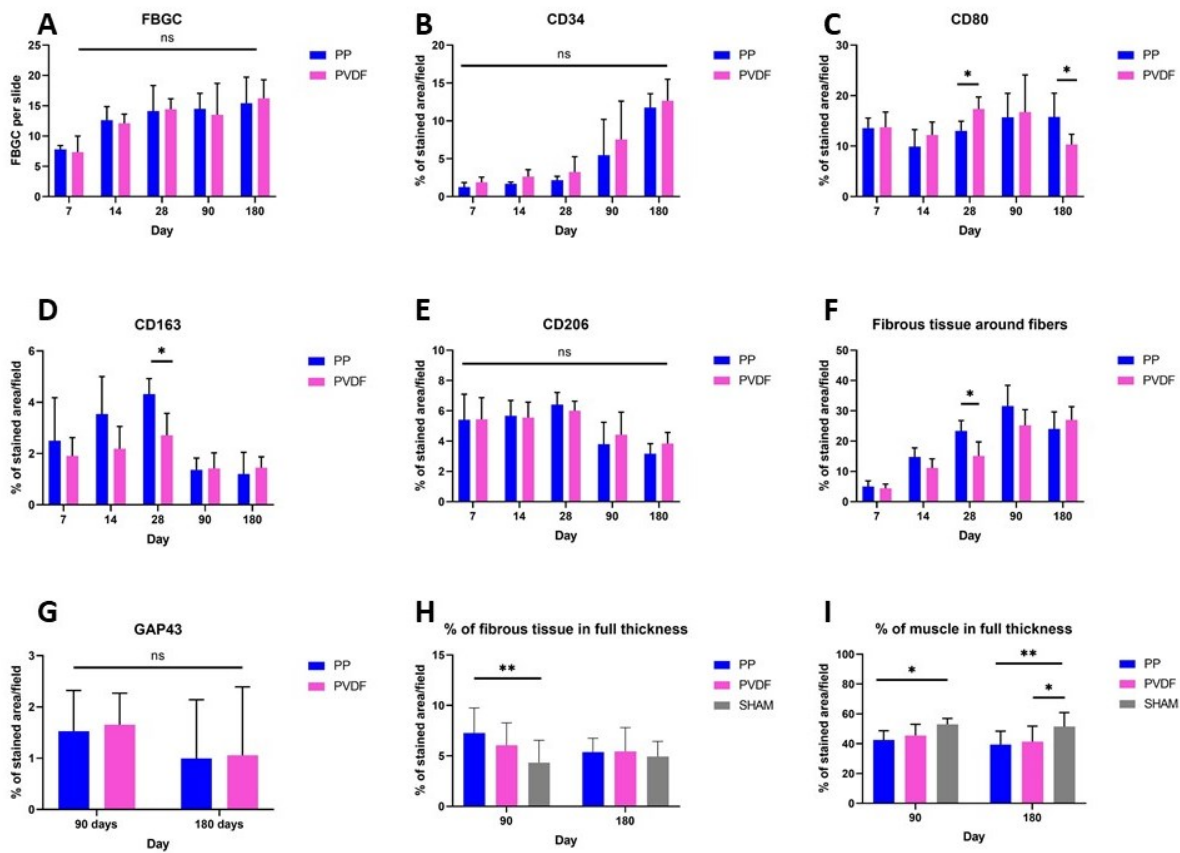 A
FBGC
ns
FBGC per slide
25
20
15
10
5
0
7 14 28 90 180
Day
PP
PVDF
B
CD34
ns
% of stained area/field
20
15
10
5
0
7 14 28 90 180
Day
PP
PVDF
C
CD80
* *
% of stained area/field
30
20
10
0
7 14 28 90 180
Day
PP
PVDF
D
CD163
*
% of stained area/field
6
4
2
0
7 14 28 90 180
Day
PP
PVDF
E
CD206
ns
% of stained area/field
10
8
6
4
2
0
7 14 28 90 180
Day
PP
PVDF
F
Fibrous tissue around fibers
*
% of stained area/field
50
40
30
20
10
0
7 14 28 90 180
Day
PP
PVDF
G
GAP43
ns
% of stained area/field
3
2
1
0
90 days 180 days
Day
PP
PVDF
H
% of fibrous tissue in full thickness
**
% of stained area/field
15
10
5
0
90 180
Day
PP
PVDF
SHAM
I
% of muscle in full thickness
**
* *
% of stained area/field
100
80
60
40
20
0
90 180
Day
PP
PVDF
SHAM